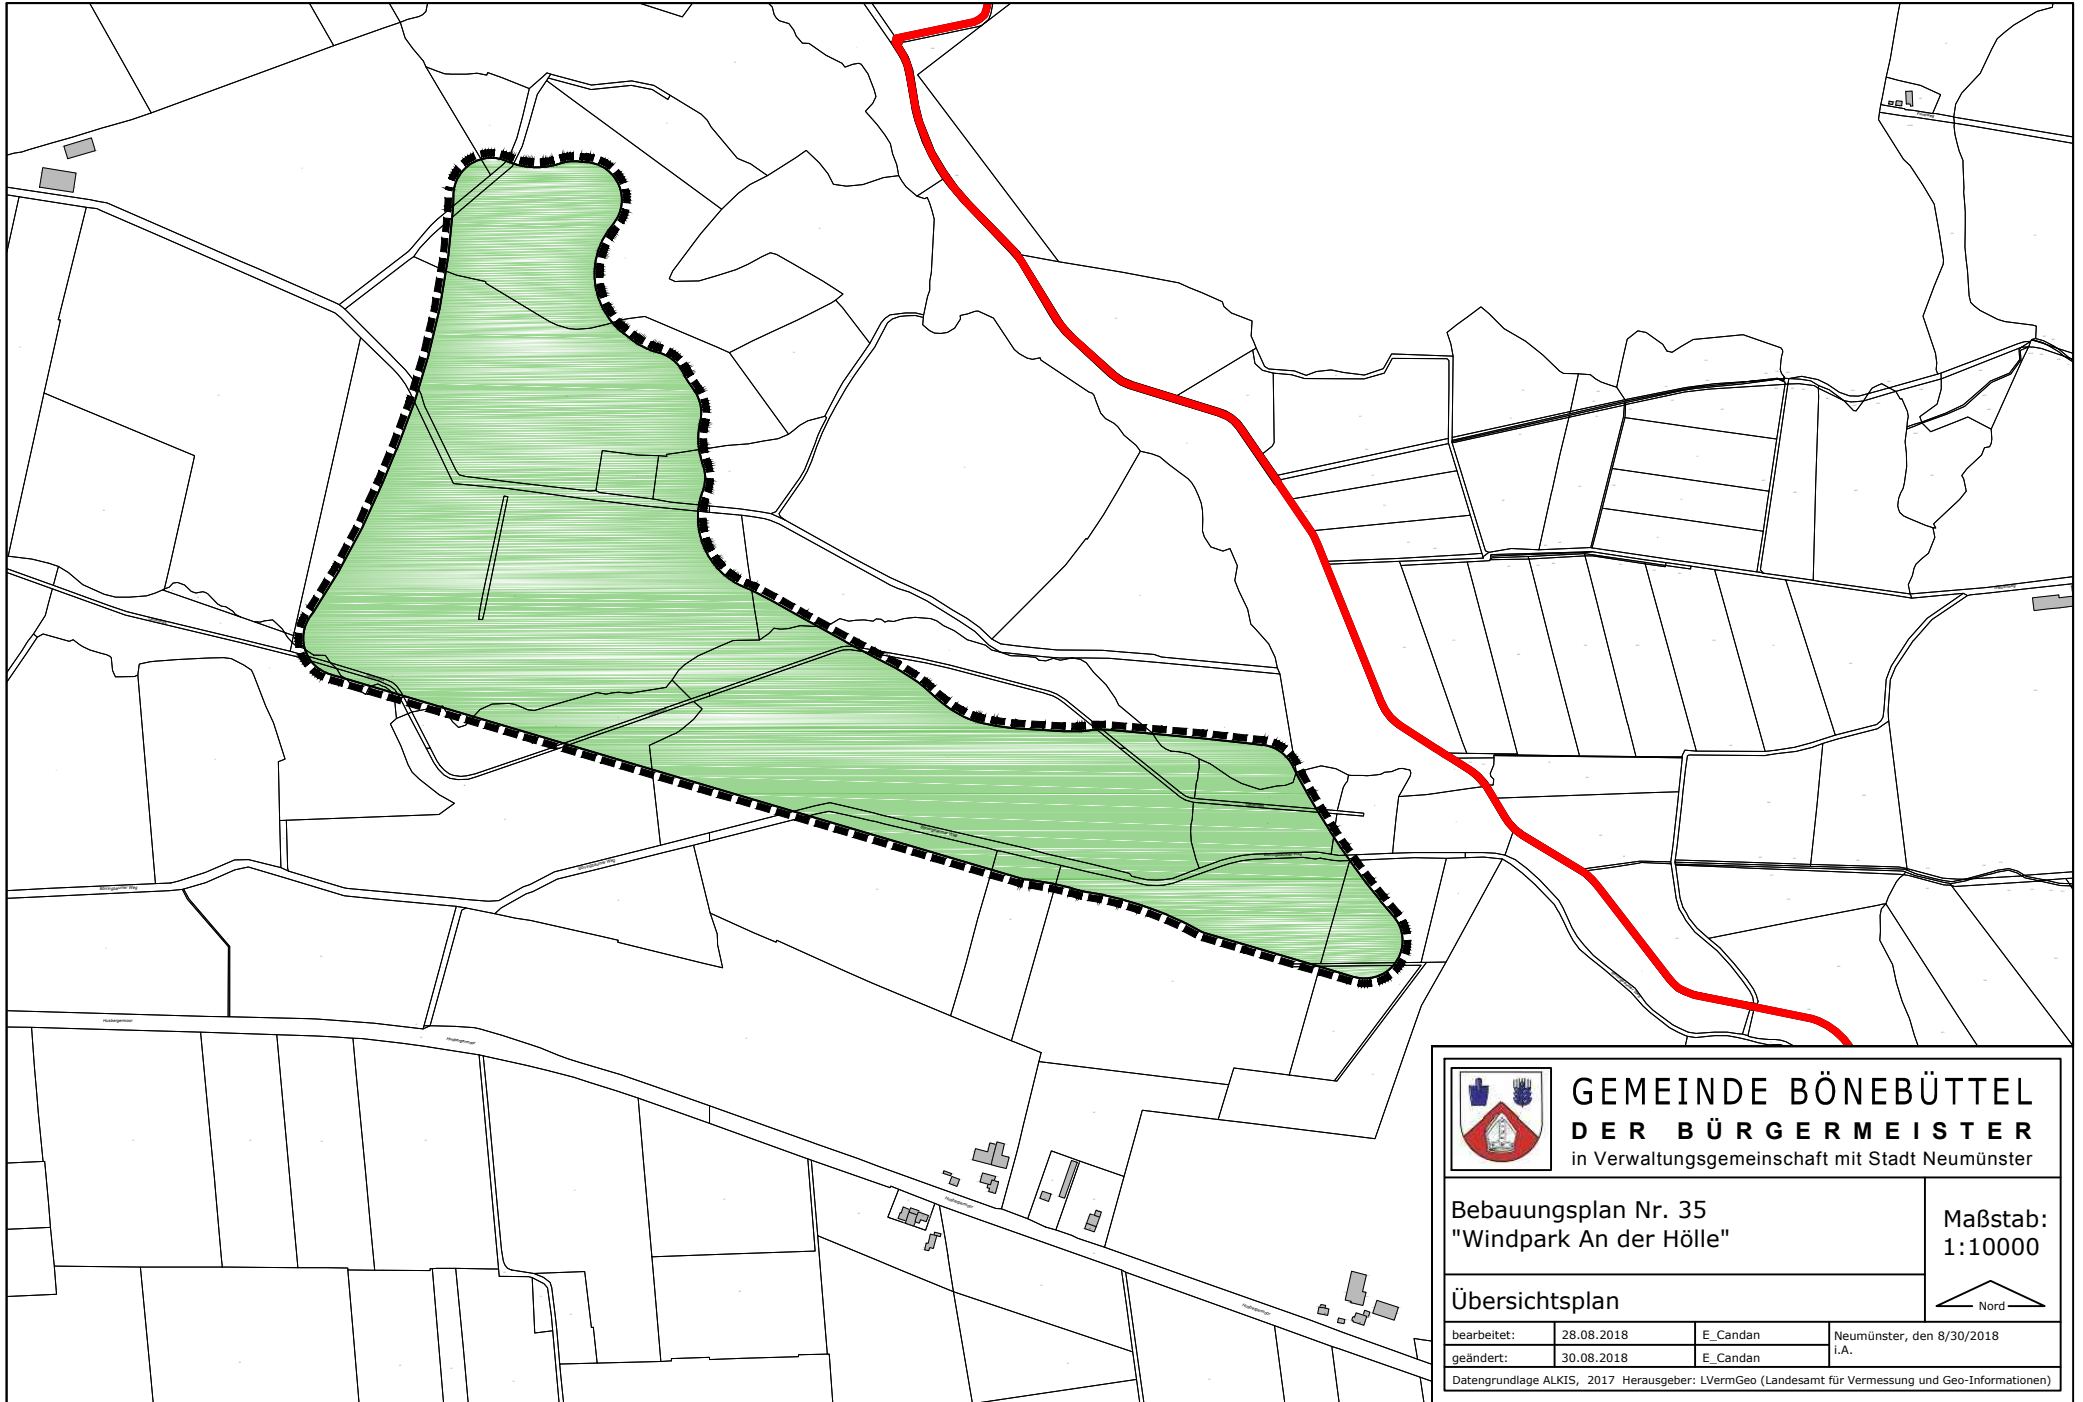 GEMEINDE BÖNEBÜTTEL
DER BÜRGERMEISTER
in Verwaltungsgemeinschaft mit Stadt Neumünster
Bebauungsplan Nr. 35
"Windpark An der Hölle"
Maßstab:
1:10000
Übersichtsplan
Nord
bearbeitet: 28.08.2018 E_Candan
geändert: 30.08.2018 E_Candan
Neumünster, den 8/30/2018
i.A.
Datengrundlage ALKIS, 2017 Herausgeber: LVermGeo (Landesamt für Vermessung und Geo-Informationen)